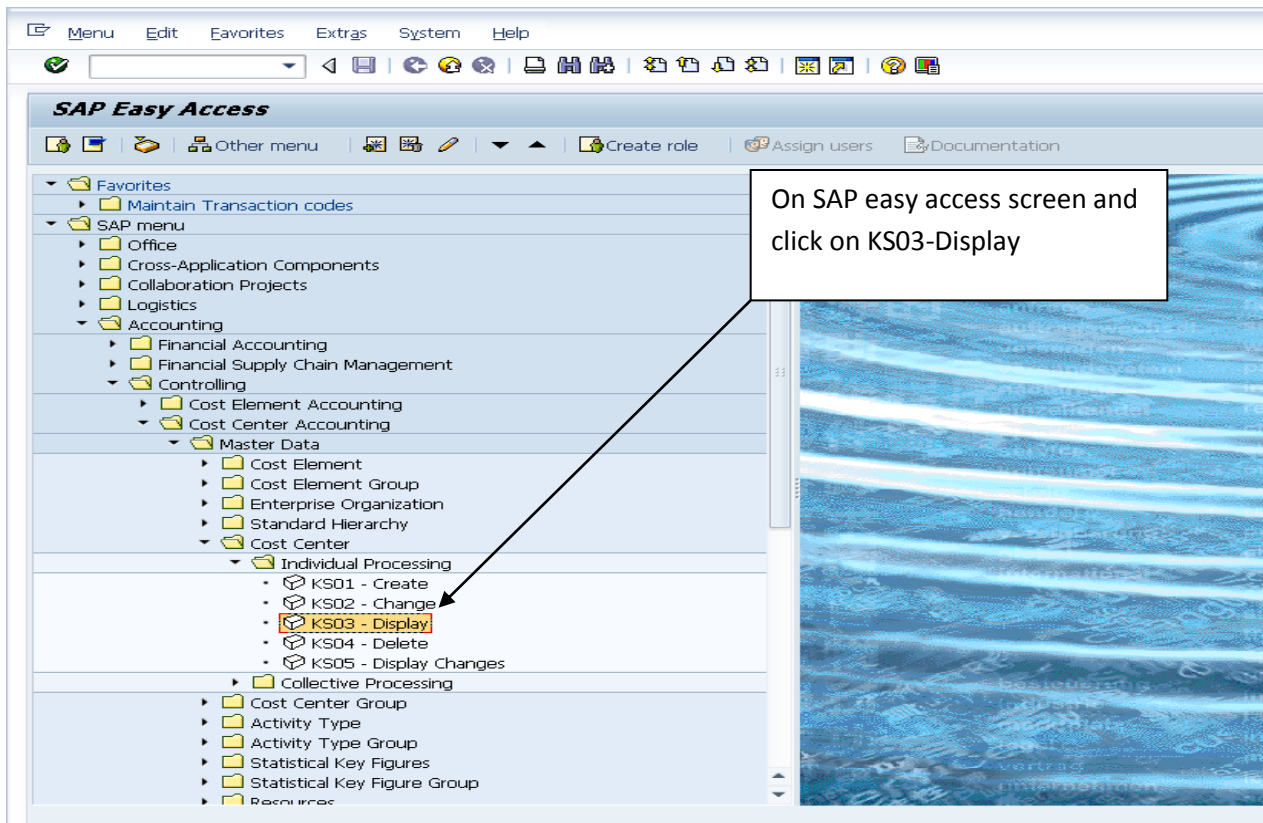 Menu Edit Favorites Extras System Help
SAP Easy Access
Other menu Create role Assign users Documentation
Favorites
Maintain Transaction codes
SAP menu
Office
Cross-Application Components
Collaboration Projects
Logistics
Accounting
Financial Accounting
Financial Supply Chain Management
Controlling
Cost Element Accounting
Cost Center Accounting
Master Data
Cost Element
Cost Element Group
Enterprise Organization
Standard Hierarchy
Cost Center
Individual Processing
KS01 - Create
KS02 - Change
KS03 - Display
KS04 - Delete
KS05 - Display Changes
Collective Processing
Cost Center Group
Activity Type
Activity Type Group
Statistical Key Figures
Statistical Key Figure Group
Resources
On SAP easy access screen and
click on KS03-Display